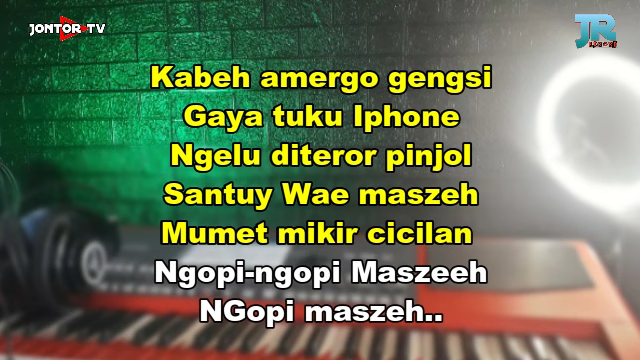 JONTOR TV
JR
Kabeh amergo gengsi
Gaya tuku Iphone
Ngelu diteror pinjol
Santuy Wae maszeh
Mumet mikir cicilan
Ngopi-ngopi Maszeeh
NGopi maszeh..